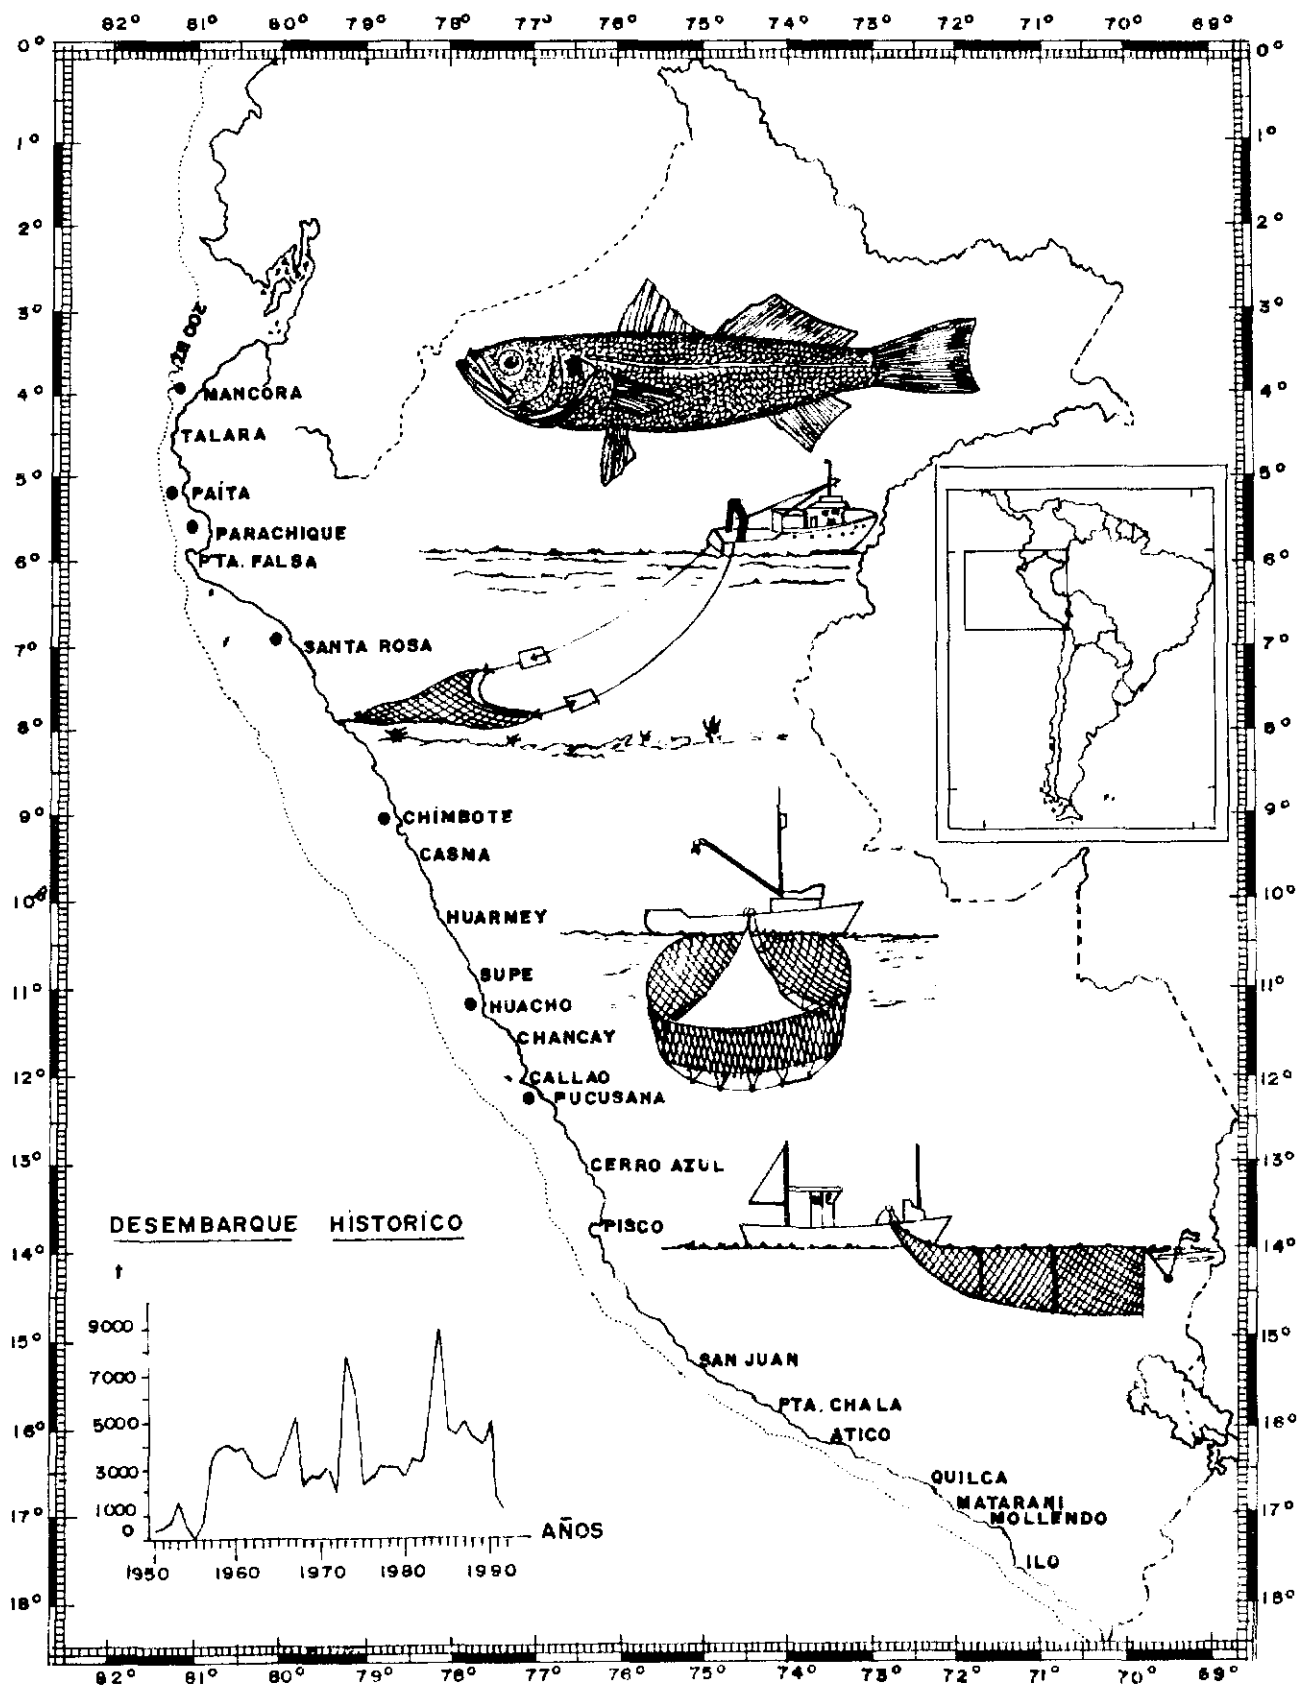 82° 81° 80° 79° 78° 77° 76° 75° 74° 73° 72° 71° 70° 69°
0° 0°
1° 1°
2° 2°
3° 3°
200 m
4° 4°
MANCORA
TALARA
5° 5°
PAÍTA
PARACHIQUE
6° 6°
PTA. FALSA
7° 7°
SANTA ROSA
8° 8°
9° 9°
CHÍMBOTE
CASMA
10° 10°
HUARMEY
SUPE
11° 11°
HUACHO
CHANCAY
12° 12°
CALLAO
PUCUSANA
13° 13°
CERRO AZUL
PISCO
14° 14°
DESEMBARQUE HÍSTORÍCO
t
9000
7000
5000
3000
1000
0
AÑOS
1950 1960 1970 1980 1990
15° 15°
SAN JUAN
PTA. CHALA
16° 16°
ATICO
QUILCA
MATARANI
17° 17°
MOLLENDO
ILO
18° 18°
82° 81° 80° 79° 78° 77° 76° 75° 74° 73° 72° 71° 70° 69°